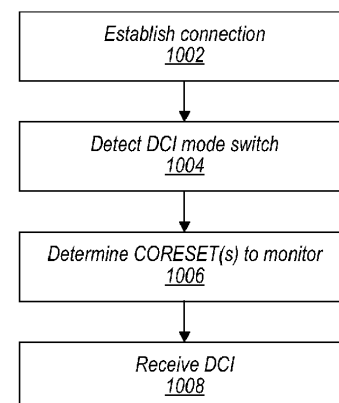 Establish connection
1002
Detect DCI mode switch
1004
Determine CORESET(s) to monitor
1006
Receive DCI
1008